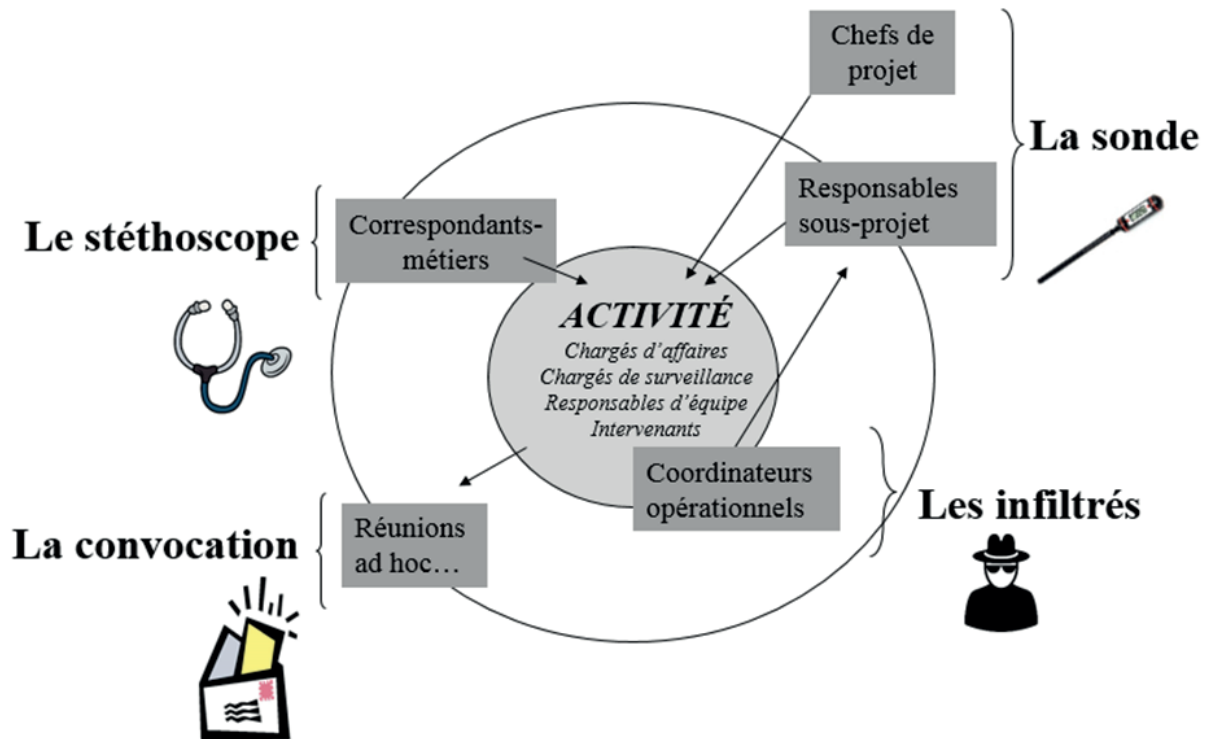 Chefs de
projet
La sonde
Responsables
sous-projet
Le stéthoscope
Correspondants-
métiers
ACTIVITÉ
Chargés d’affaires
Chargés de surveillance
Responsables d’équipe
Intervenants
Coordinateurs
opérationnels
Les infiltrés
La convocation
Réunions
ad hoc…